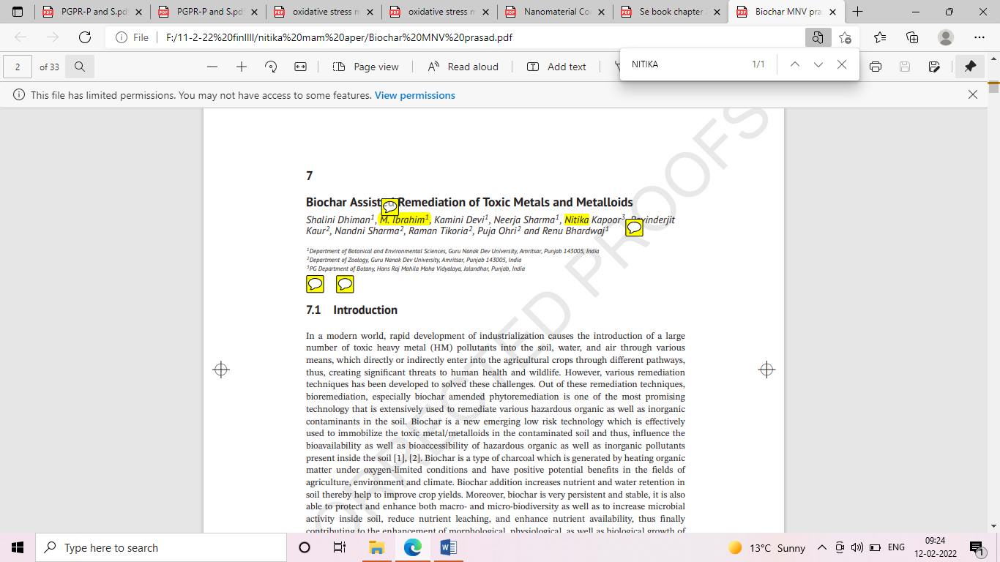 PGPR-P and S.pd
PGPR-P and S.pd
oxidative stress m
oxidative stress m
Nanomaterial Co
Se book chapter
Biochar MNV pra
File F:/11-2-22%20finIIII/nitika%20mam%20aper/Biochar%20MNV%20prasad.pdf
2 of 33 Page view Read aloud Add text
NITIKA 1/1
This file has limited permissions. You may not have access to some features. View permissions
7
Biochar Assisted Remediation of Toxic Metals and Metalloids
Shalini Dhiman1, M. Ibrahim1, Kamini Devi1, Neerja Sharma1, Nitika Kapoor3, Ravinderjit
Kaur2, Nandni Sharma2, Raman Tikoria2, Puja Ohri2 and Renu Bhardwaj1
1Department of Botanical and Environmental Sciences, Guru Nanak Dev University, Amritsar, Punjab 143005, India
2Department of Zoology, Guru Nanak Dev University, Amritsar, Punjab 143005, India
3PG Department of Botany, Hans Raj Mahila Maha Vidyalaya, Jalandhar, Punjab, India
7.1 Introduction
In a modern world, rapid development of industrialization causes the introduction of a large
number of toxic heavy metal (HM) pollutants into the soil, water, and air through various
means, which directly or indirectly enter into the agricultural crops through different pathways,
thus, creating significant threats to human health and wildlife. However, various remediation
techniques has been developed to solved these challenges. Out of these remediation techniques,
bioremediation, especially biochar amended phytoremediation is one of the most promising
technology that is extensively used to remediate various hazardous organic as well as inorganic
contaminants in the soil. Biochar is a new emerging low risk technology which is effectively
used to immobilize the toxic metal/metalloids in the contaminated soil and thus, influence the
bioavailability as well as bioaccessibility of hazardous organic as well as inorganic pollutants
present inside the soil [1], [2]. Biochar is a type of charcoal which is generated by heating organic
matter under oxygen-limited conditions and have positive potential benefits in the fields of
agriculture, environment and climate. Biochar addition increases nutrient and water retention in
soil thereby help to improve crop yields. Moreover, biochar is very persistent and stable, it is also
able to protect and enhance both macro- and micro-biodiversity as well as to increase microbial
activity inside soil, reduce nutrient leaching, and enhance nutrient availability, thus finally
contributing to the enhancement of morphological, physiological, as well as biological growth of
ORRECTED PROOFS
Type here to search
13°C Sunny
ENG
09:24
12-02-2022
1